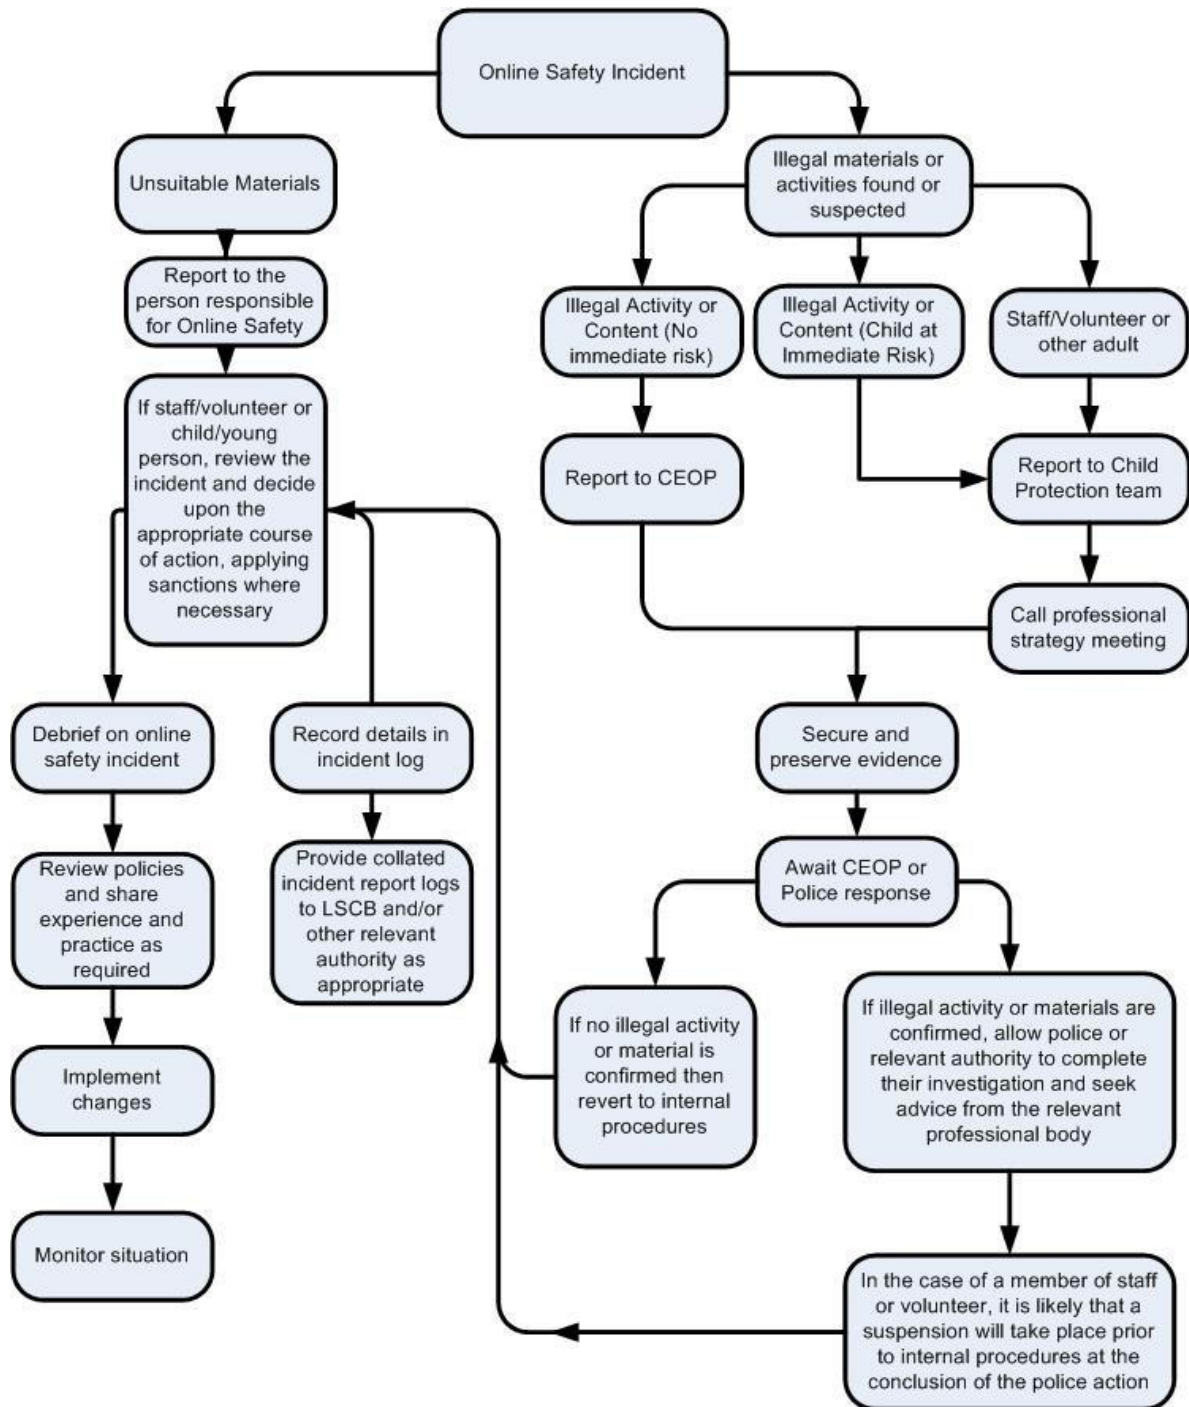 Online Safety Incident
Unsuitable Materials
Illegal materials or
activities found or
suspected
Report to the
person responsible
for Online Safety
Illegal Activity or
Content (No
immediate risk)
Illegal Activity or
Content (Child at
Immediate Risk)
Staff/Volunteer or
other adult
If staff/volunteer or
child/young
person, review the
incident and decide
upon the
appropriate course
of action, applying
sanctions where
necessary
Report to CEOP
Report to Child
Protection team
Call professional
strategy meeting
Debrief on online
safety incident
Record details in
incident log
Secure and
preserve evidence
Review policies
and share
experience and
practice as
required
Provide collated
incident report logs
to LSCB and/or
other relevant
authority as
appropriate
Await CEOP or
Police response
If no illegal activity
or material is
confirmed then
revert to internal
procedures
If illegal activity or materials are
confirmed, allow police or
relevant authority to complete
their investigation and seek
advice from the relevant
professional body
Implement
changes
Monitor situation
In the case of a member of staff
or volunteer, it is likely that a
suspension will take place prior
to internal procedures at the
conclusion of the police action